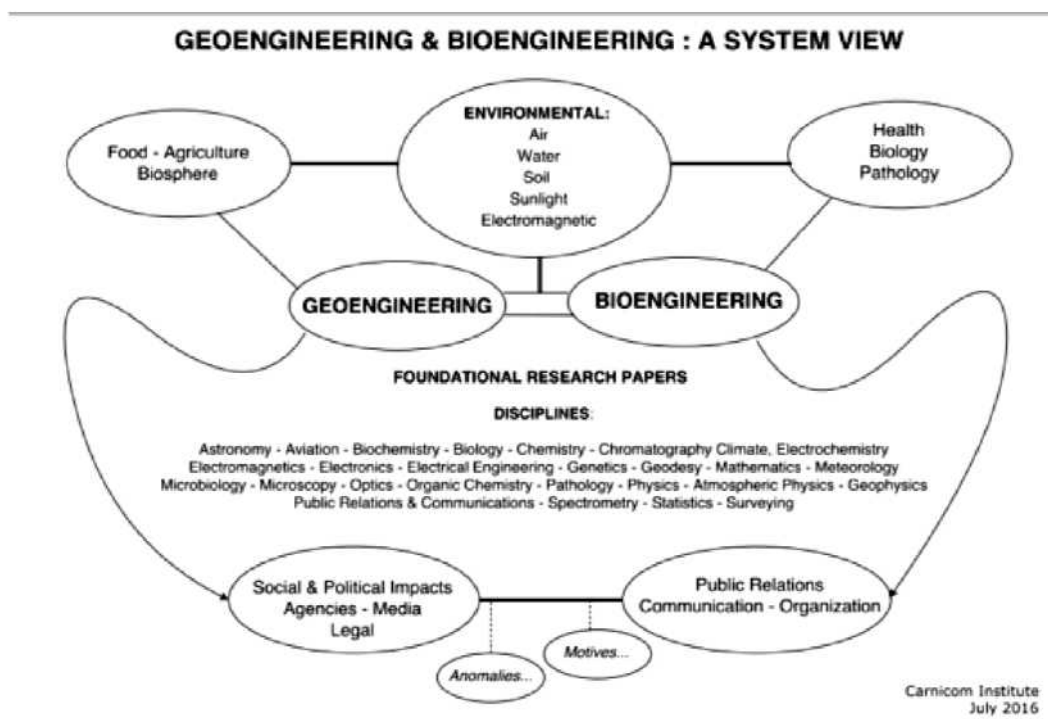 GEOENGINEERING & BIOENGINEERING : A SYSTEM VIEW
ENVIRONMENTAL:
Air
Water
Soil
Sunlight
Electromagnetic
Food - Agriculture
Biosphere
Health
Biology
Pathology
GEOENGINEERING
BIOENGINEERING
FOUNDATIONAL RESEARCH PAPERS
DISCIPLINES:
Astronomy - Aviation - Biochemistry - Biology - Chemistry - Chromatography Climate, Electrochemistry
Electromagnetics - Electronics - Electrical Engineering - Genetics - Geodesy - Mathematics - Meteorology
Microbiology - Microscopy - Optics - Organic Chemistry - Pathology - Physics - Atmospheric Physics - Geophysics
Public Relations & Communications - Spectrometry - Statistics - Surveying
Social & Political Impacts
Agencies - Media
Legal
Public Relations
Communication - Organization
Anomalies...
Motives...
Carnicom Institute
July 2016